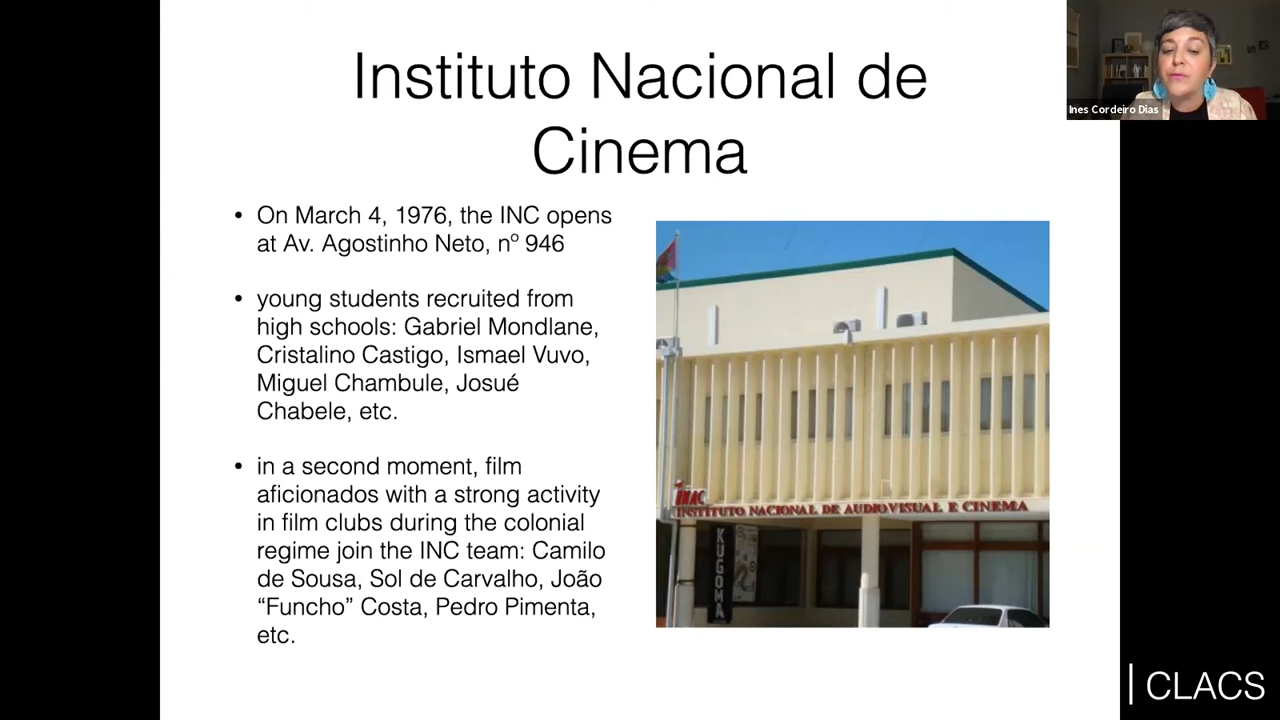 Instituto Nacional de
Cinema
Ines Cordeiro Dias
• On March 4, 1976, the INC opens
at Av. Agostinho Neto, nº 946
• young students recruited from
high schools: Gabriel Mondlane,
Cristalino Castigo, Ismael Vuvo,
Miguel Chambule, Josué
Chabele, etc.
• in a second moment, film
aficionados with a strong activity
in film clubs during the colonial
regime join the INC team: Camilo
de Sousa, Sol de Carvalho, João
“Funcho” Costa, Pedro Pimenta,
etc.
INAC
INSTITUTO NACIONAL DE AUDIOVISUAL E CINEMA
KUGOMA
| CLACS